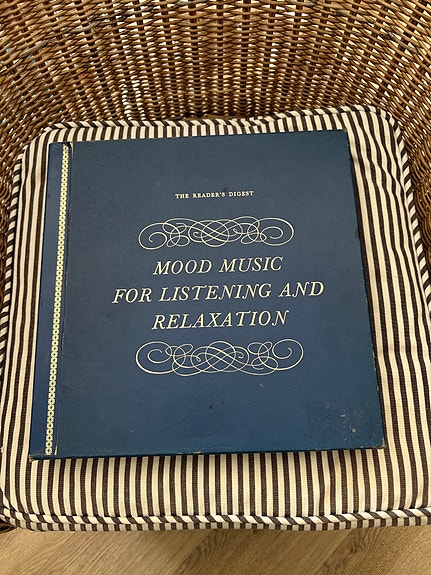 THE READER'S DIGEST
MOOD MUSIC
FOR LISTENING AND
RELAXATION